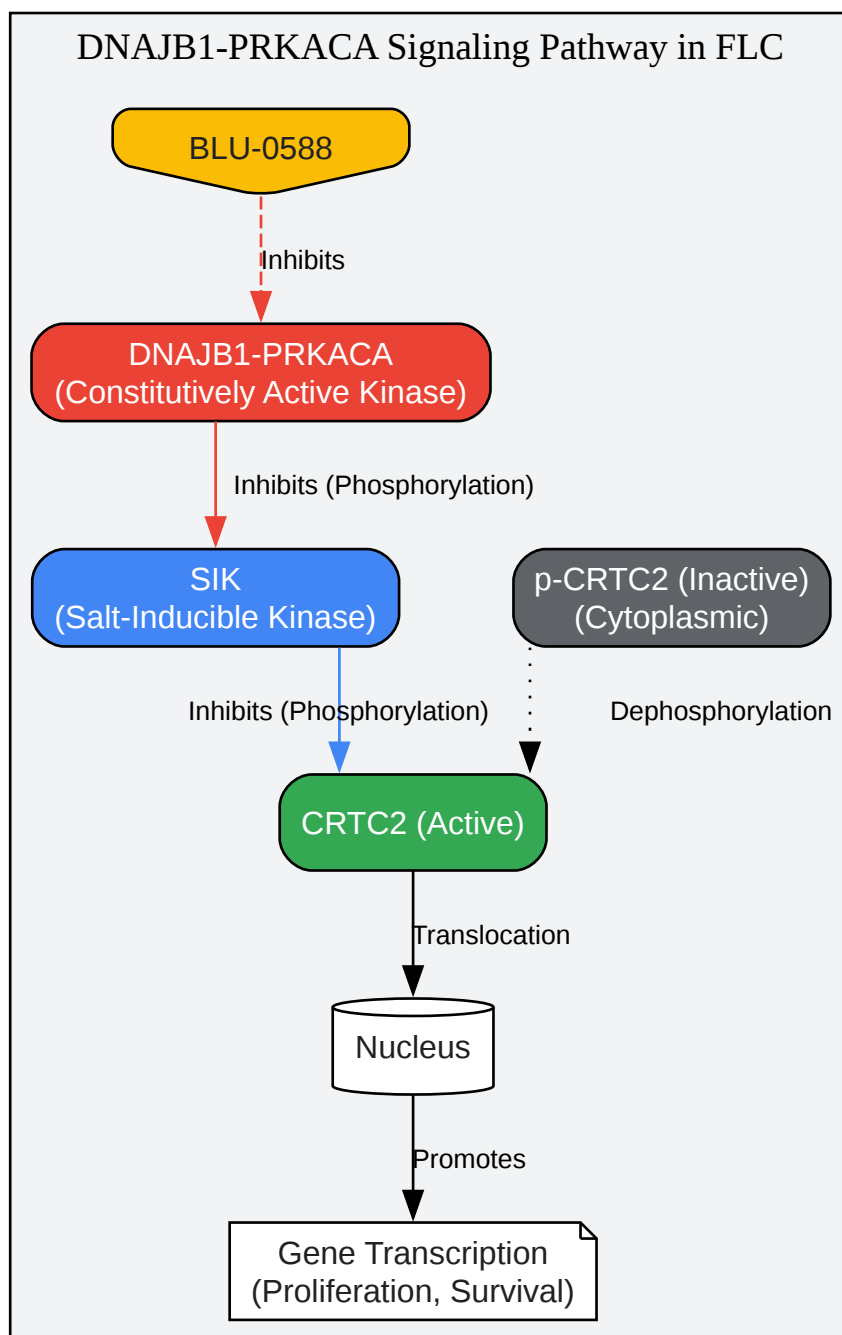 DNAJB1-PRKACA Signaling Pathway in FLC
BLU-0588
Inhibits
DNAJB1-PRKACA
(Constitutively Active Kinase)
Inhibits (Phosphorylation)
SIK
(Salt-Inducible Kinase)
p-CRTC2 (Inactive)
(Cytoplasmic)
Inhibits (Phosphorylation)
Dephosphorylation
CRTC2 (Active)
Translocation
Nucleus
Promotes
Gene Transcription
(Proliferation, Survival)